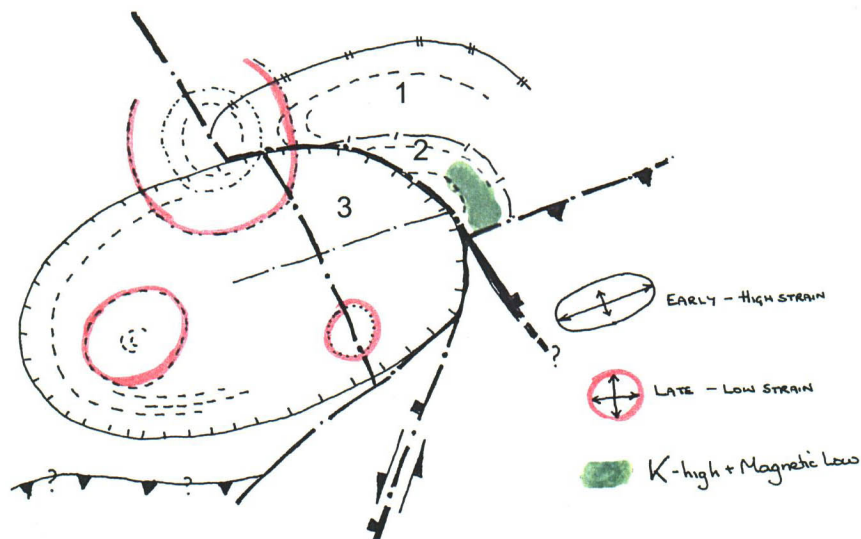 1
2
3
EARLY – HIGH STRAIN
?
LATE – LOW STRAIN
K-high + Magnetic Low
?
?